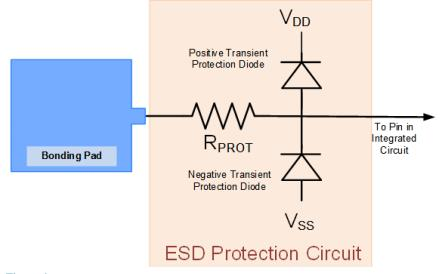 VDD
Positive Transient
Protection Diode
Bonding Pad
RPROT
To Pin in
Integrated
Circuit
Negative Transient
Protection Diode
VSS
ESD Protection Circuit